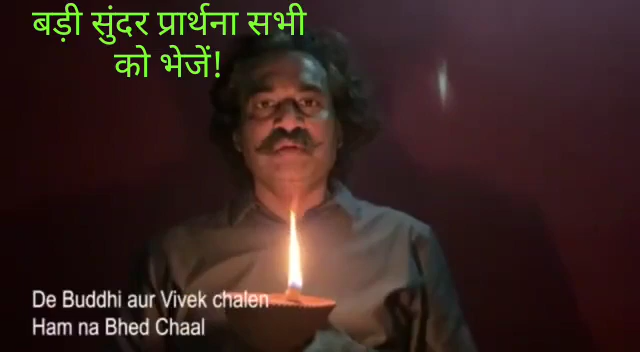 बड़ी सुंदर प्रार्थना सभी
को भेजें!
De Buddhi aur Vivek chalen
Ham na Bhed Chaal